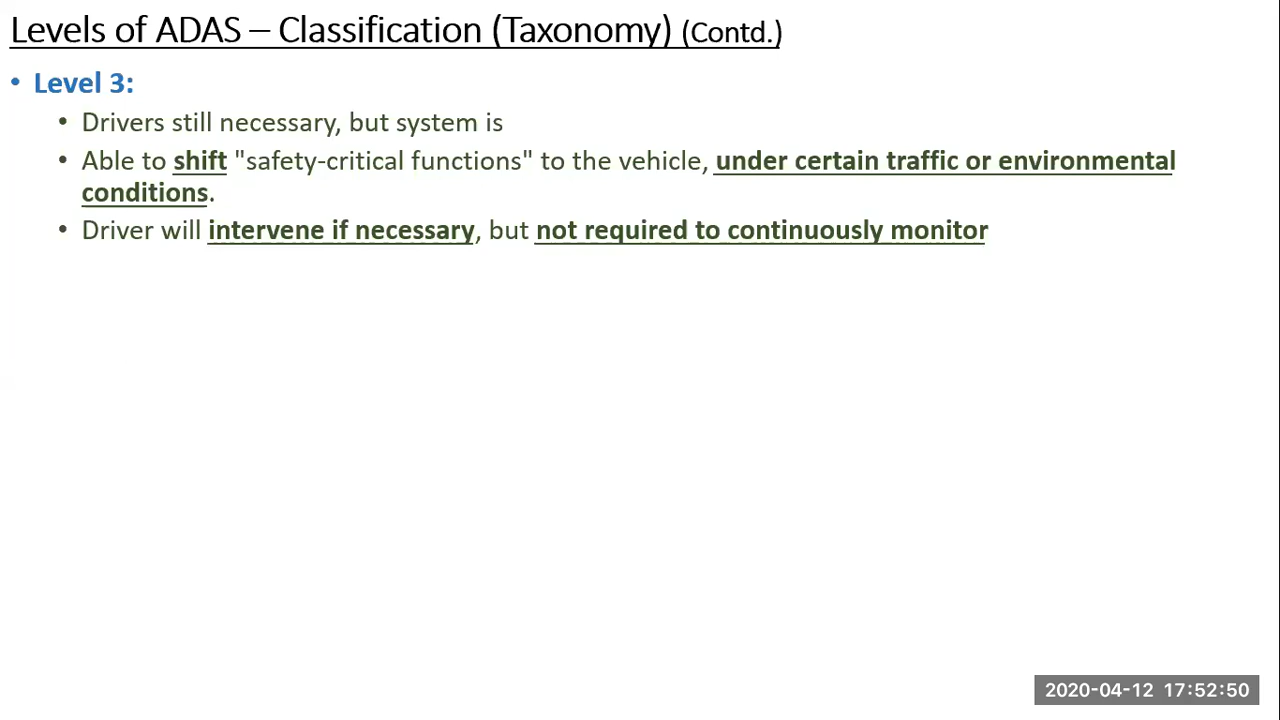 Levels of ADAS – Classification (Taxonomy) (Contd.)
• Level 3:
• Drivers still necessary, but system is
• Able to shift "safety-critical functions" to the vehicle, under certain traffic or environmental
conditions.
• Driver will intervene if necessary, but not required to continuously monitor
2020-04-12 17:52:50